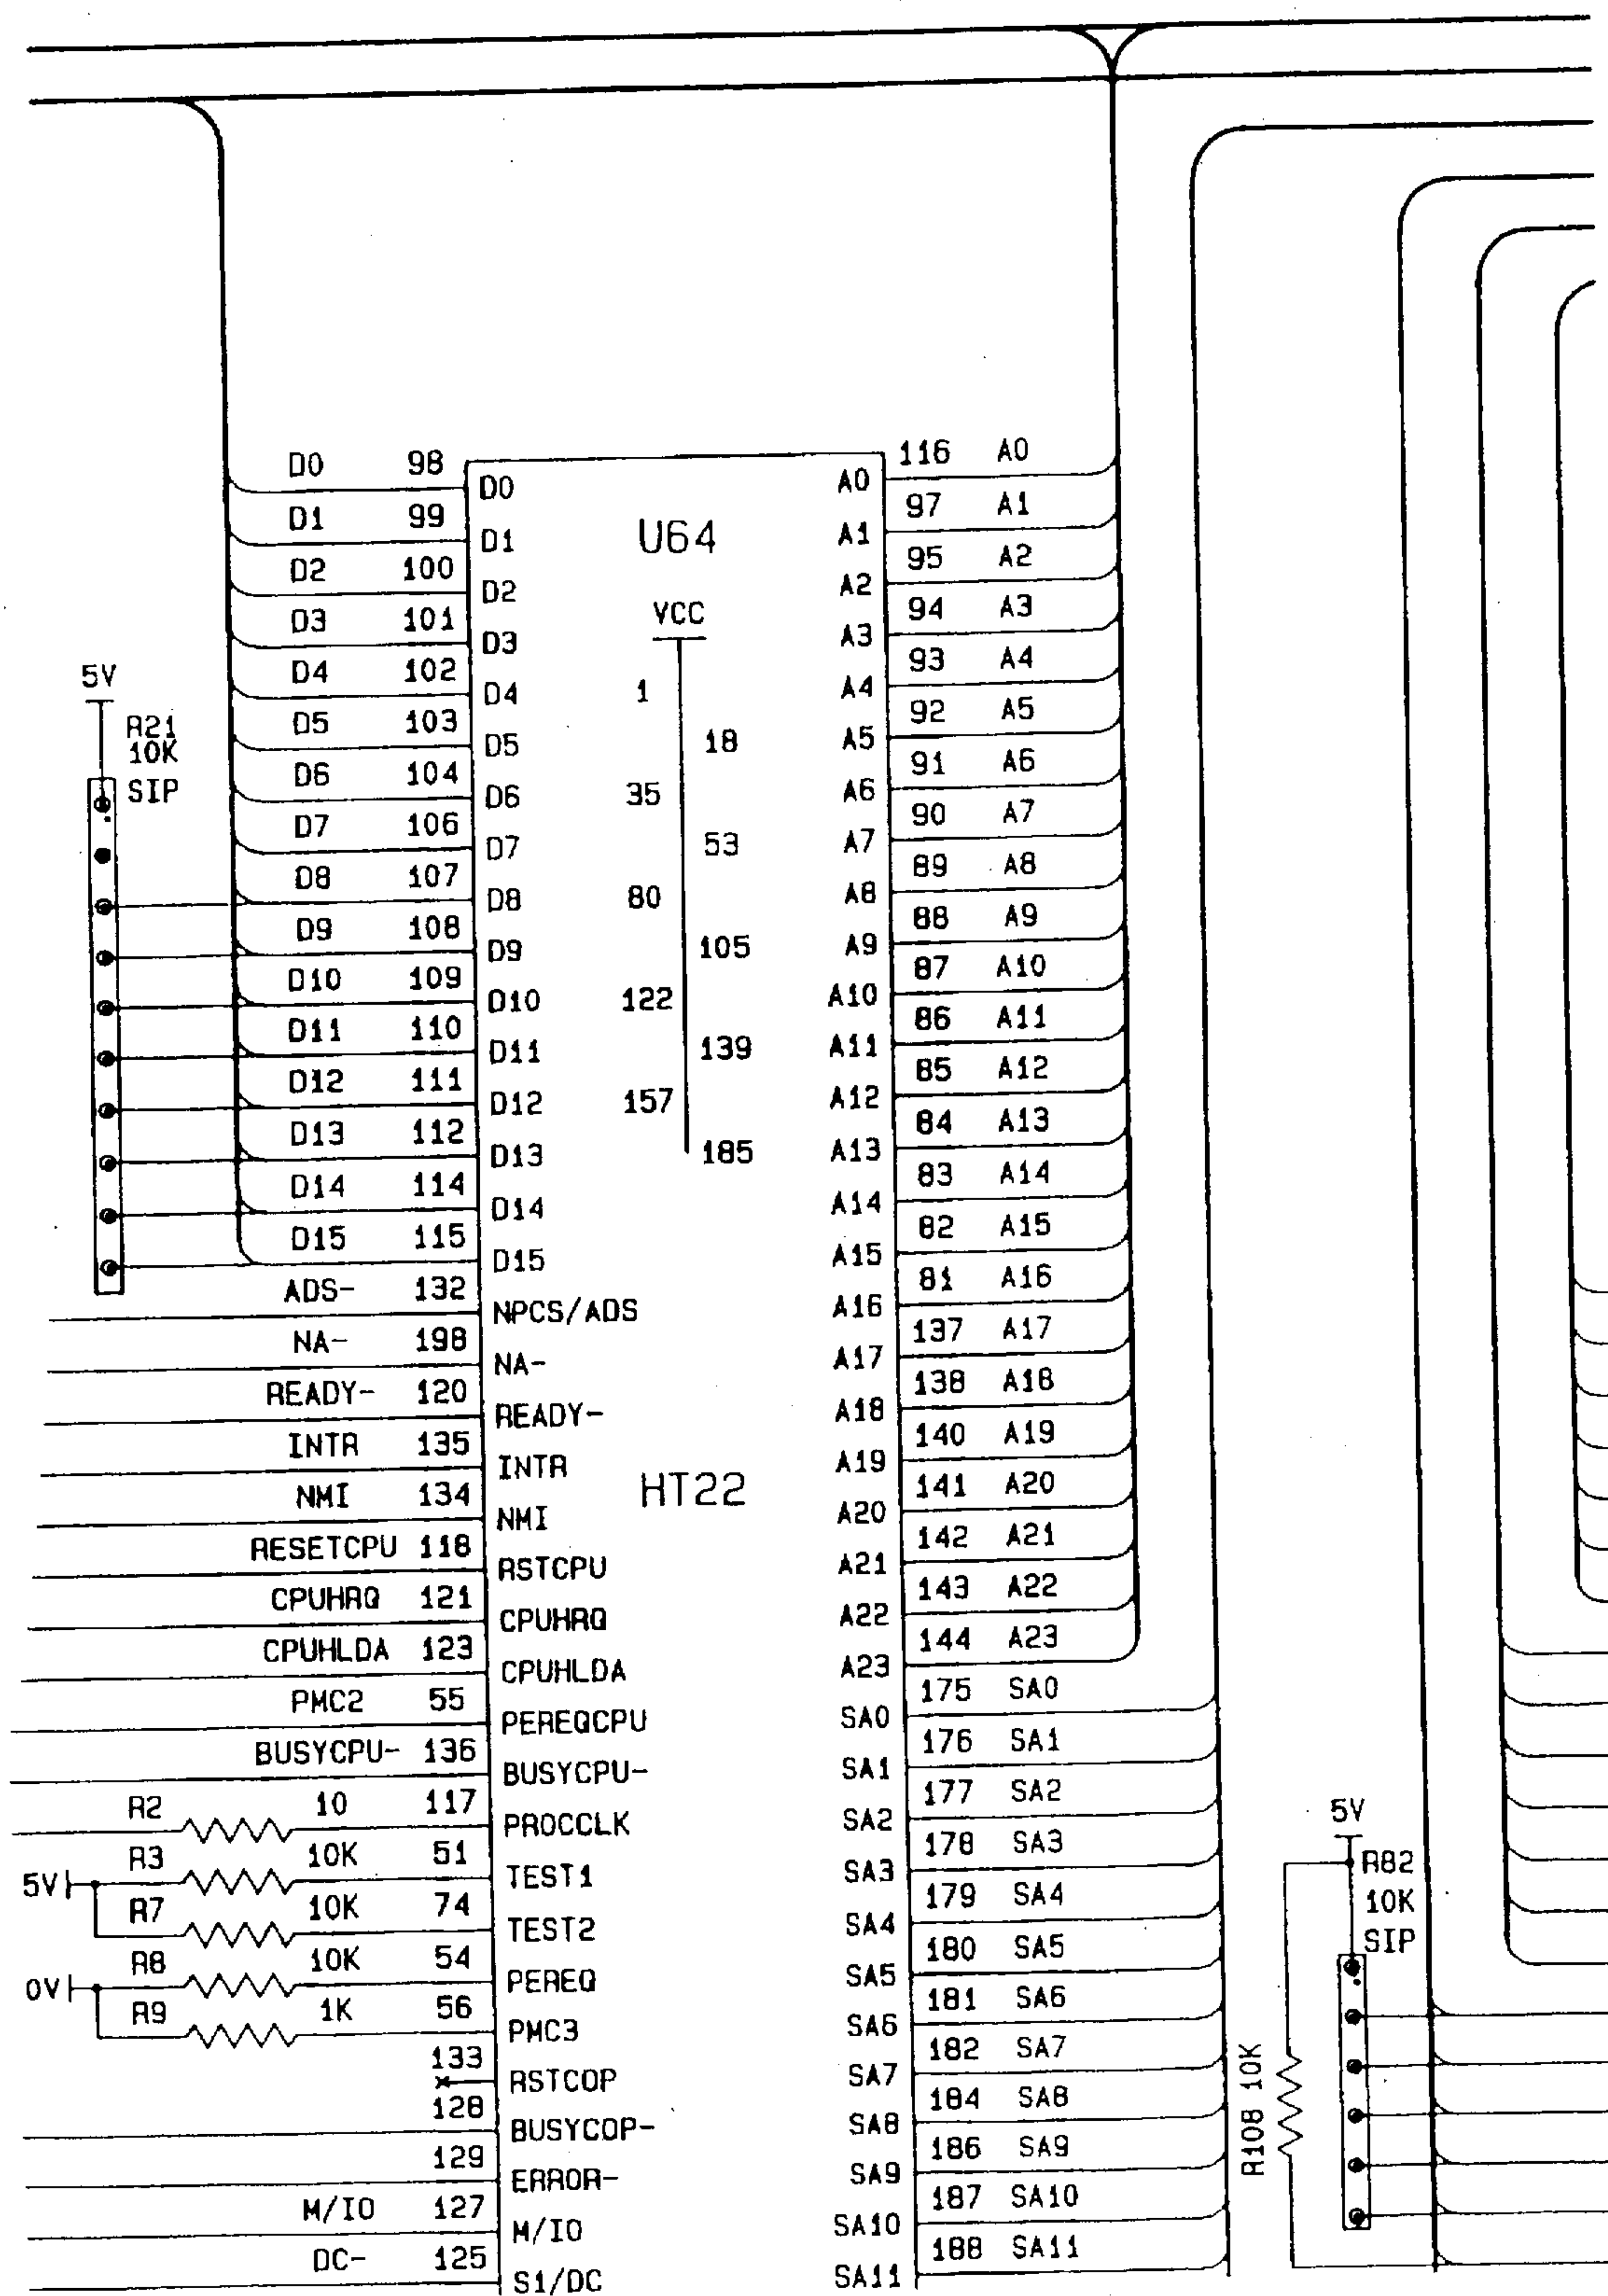 D0 98 116 A0
D0 A0
D1 99 U64 97 A1
D1 A1
D2 100 95 A2
D2 A2
D3 101 VCC 94 A3
D3 A3
5V D4 102 93 A4
D4 1 A4
R21 D5 103 92 A5
10K D5 18 A5
SIP D6 104 91 A6
D6 35 A6
D7 106 90 A7
D7 53 A7
D8 107 89 A8
D8 80 A8
D9 108 88 A9
D9 105 A9
D10 109 87 A10
D10 122 A10
D11 110 86 A11
D11 139 A11
D12 111 85 A12
D12 157 A12
D13 112 84 A13
D13 185 A13
D14 114 83 A14
D14 A14
D15 115 82 A15
D15 A15
ADS- 132 81 A16
NPCS/ADS A16
NA- 198 137 A17
NA- A17
READY- 120 138 A18
READY- A18
INTR 135 140 A19
INTR HT22 A19
NMI 134 141 A20
NMI A20
RESETCPU 118 142 A21
RSTCPU A21
CPUHRQ 121 143 A22
CPUHRQ A22
CPUHLDA 123 144 A23
CPUHLDA A23
PMC2 55 175 SA0
PEREQCPU SA0
BUSYCPU- 136 176 SA1
BUSYCPU- SA1
R2 10 117 177 SA2
PROCCLK SA2 5V
R3 10K 51 178 SA3 R82
5V TEST1 SA3 10K
R7 10K 74 179 SA4 SIP
TEST2 SA4
R8 10K 54 180 SA5
0V PEREQ SA5
R9 1K 56 181 SA6
PMC3 SA6
133 182 SA7
RSTCOP SA7
128 184 SA8
BUSYCOP- SA8 R108 10K
129 186 SA9
ERROR- SA9
M/IO 127 187 SA10
M/IO SA10
DC- 125 188 SA11
S1/DC SA11